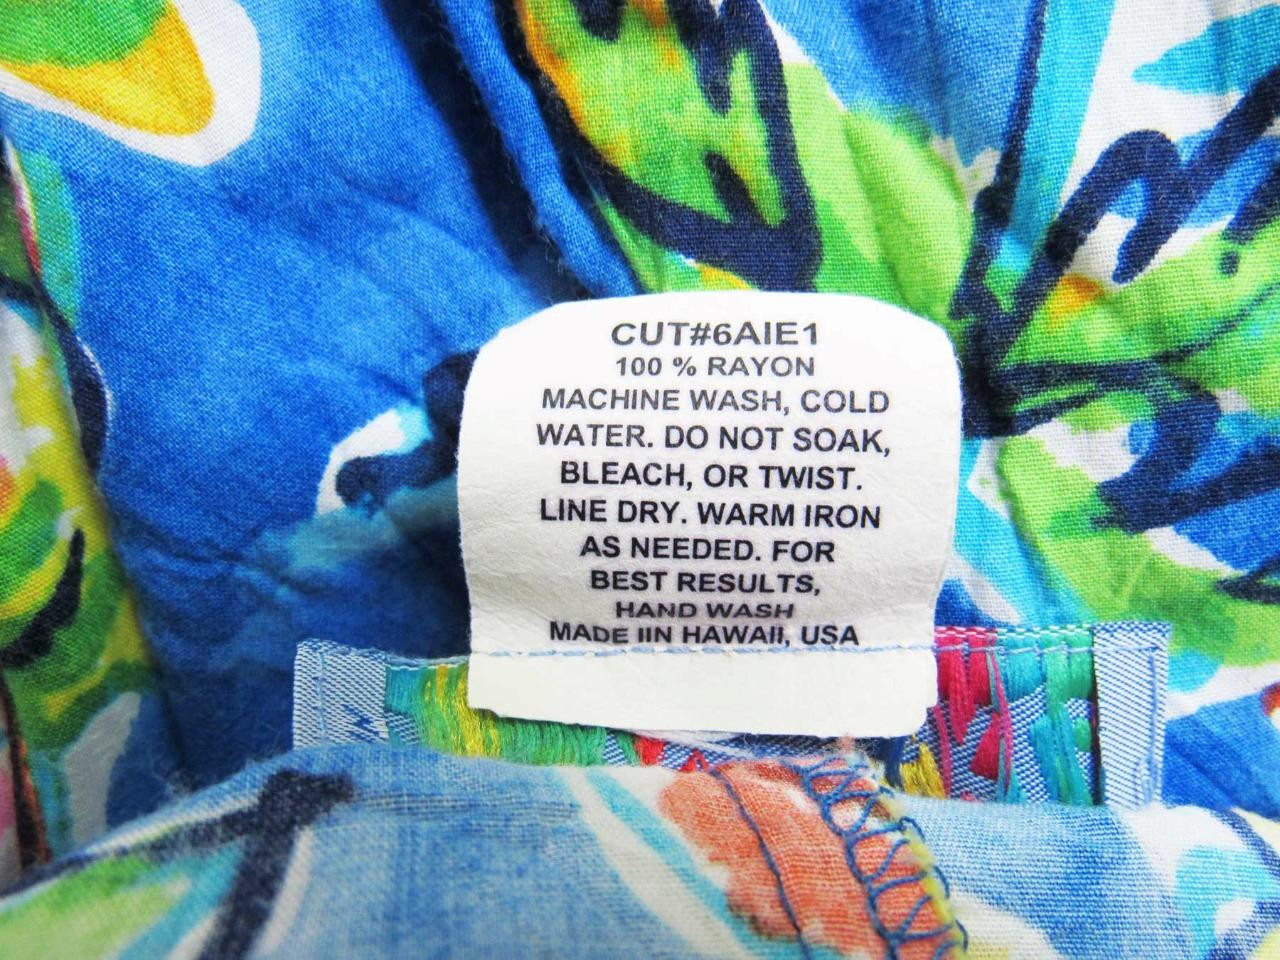 CUT#6AIE1
100 % RAYON
MACHINE WASH, COLD
WATER. DO NOT SOAK,
BLEACH, OR TWIST.
LINE DRY. WARM IRON
AS NEEDED. FOR
BEST RESULTS,
HAND WASH
MADE IIN HAWAII, USA